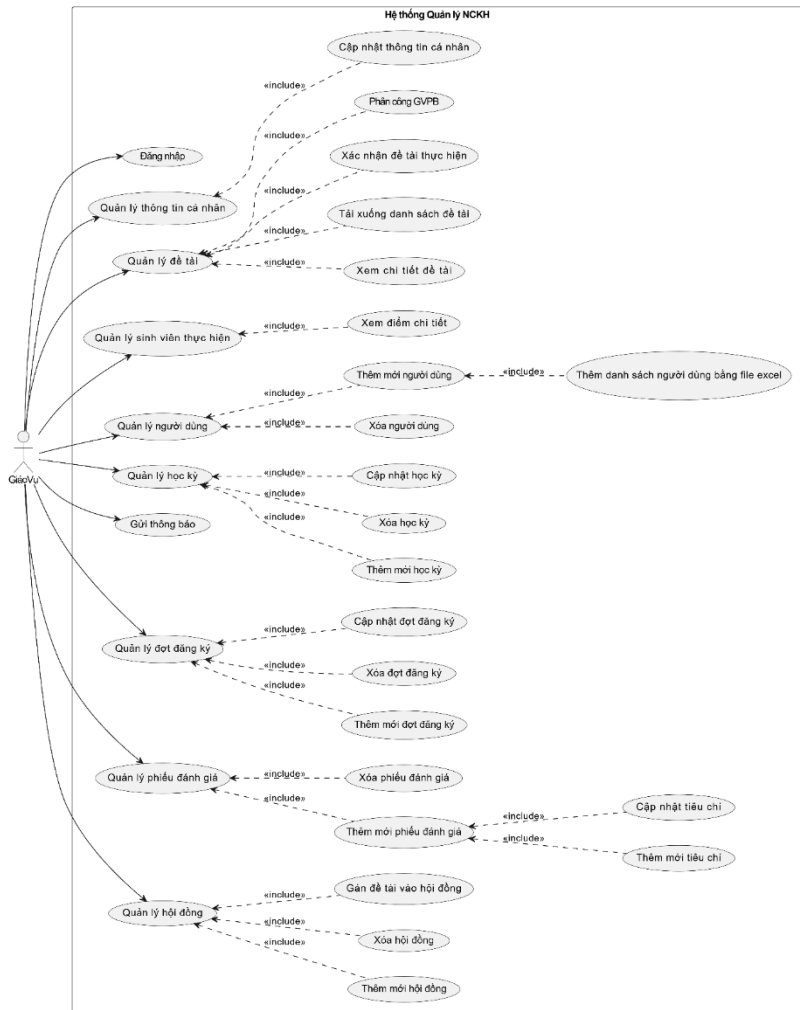 Hệ thống Quản lý NCKH
Cập nhật thông tin cá nhân
«include»
Phân công GVPB
«include»
Đăng nhập
Xác nhận đề tài thực hiện
«include»
Quản lý thông tin cá nhân
Tải xuống danh sách đề tài
«include»
Quản lý đề tài
«include»
Xem chi tiết đề tài
Quản lý sinh viên thực hiện
«include»
Xem điểm chi tiết
Thêm mới người dùng
«include»
Thêm danh sách người dùng bằng file excel
«include»
Quản lý người dùng
«include»
Xóa người dùng
GiáoVụ
Quản lý học kỳ
«include»
Cập nhật học kỳ
«include»
Xóa học kỳ
Gửi thông báo
«include»
Thêm mới học kỳ
Cập nhật đợt đăng ký
«include»
Quản lý đợt đăng ký
«include»
Xóa đợt đăng ký
«include»
Thêm mới đợt đăng ký
Quản lý phiếu đánh giá
«include»
Xóa phiếu đánh giá
«include»
Thêm mới phiếu đánh giá
«include»
Cập nhật tiêu chí
«include»
Thêm mới tiêu chí
Gán đề tài vào hội đồng
«include»
Quản lý hội đồng
«include»
Xóa hội đồng
«include»
Thêm mới hội đồng